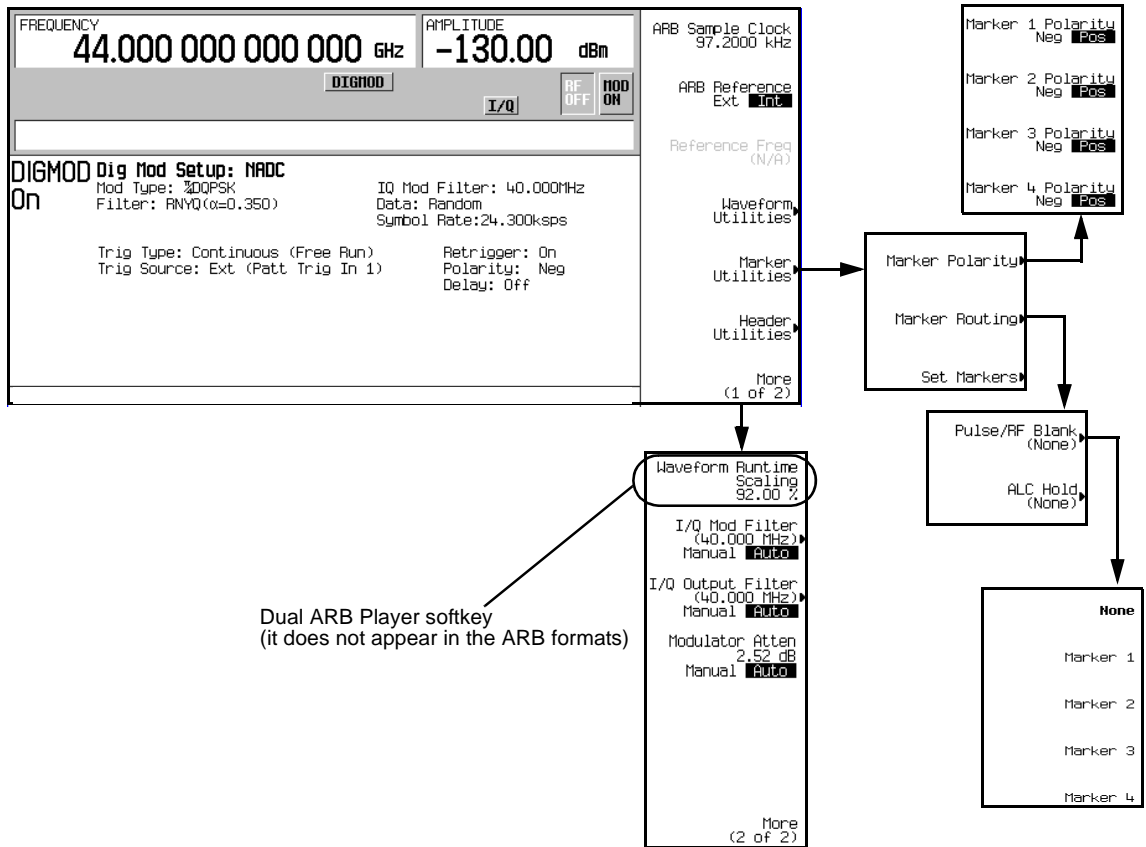 FREQUENCY
44.000 000 000 000 GHz
AMPLITUDE
-130.00 dBm
DIGMOD
I/Q
RF OFF
MOD ON
DIGMOD On
Dig Mod Setup: NADC
Mod Type: π/4DQPSK
Filter: RNYQ(α=0.350)
IQ Mod Filter: 40.000MHz
Data: Random
Symbol Rate:24.300ksps
Trig Type: Continuous (Free Run)
Trig Source: Ext (Patt Trig In 1)
Retrigger: On
Polarity: Neg
Delay: Off
ARB Sample Clock
97.2000 kHz
ARB Reference
Ext Int
Reference Freq
(N/A)
Waveform
Utilities
Marker
Utilities
Header
Utilities
More
(1 of 2)
Marker Polarity
Marker Routing
Set Markers
Marker 1 Polarity
Neg Pos
Marker 2 Polarity
Neg Pos
Marker 3 Polarity
Neg Pos
Marker 4 Polarity
Neg Pos
Pulse/RF Blank
(None)
ALC Hold
(None)
None
Marker 1
Marker 2
Marker 3
Marker 4
Waveform Runtime
Scaling
92.00 %
I/Q Mod Filter
(40.000 MHz)
Manual Auto
I/Q Output Filter
(40.000 MHz)
Manual Auto
Modulator Atten
2.52 dB
Manual Auto
More
(2 of 2)
Dual ARB Player softkey
(it does not appear in the ARB formats)